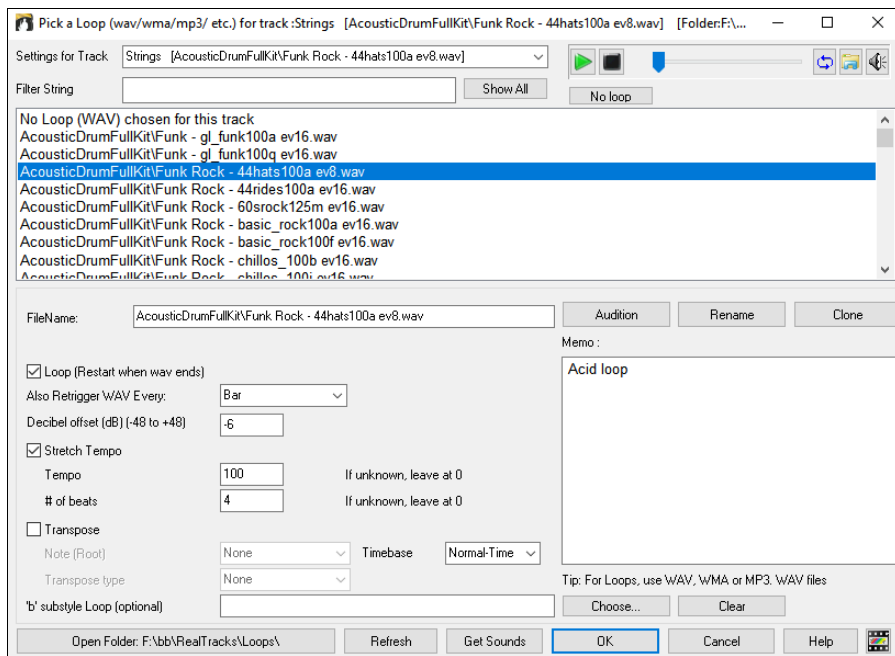 Pick a Loop (wav/wma/mp3/ etc.) for track :Strings [AcousticDrumFullKit\Funk Rock - 44hats100a ev8.wav] [Folder:F:\...
Settings for Track Strings [AcousticDrumFullKit\Funk Rock - 44hats100a ev8.wav]
Filter String Show All No loop
No Loop (WAV) chosen for this track
AcousticDrumFullKit\Funk - gl_funk100a ev16.wav
AcousticDrumFullKit\Funk - gl_funk100q ev16.wav
AcousticDrumFullKit\Funk Rock - 44hats100a ev8.wav
AcousticDrumFullKit\Funk Rock - 44rides100a ev16.wav
AcousticDrumFullKit\Funk Rock - 60srock125m ev16.wav
AcousticDrumFullKit\Funk Rock - basic_rock100a ev16.wav
AcousticDrumFullKit\Funk Rock - basic_rock100f ev16.wav
AcousticDrumFullKit\Funk Rock - chillos_100b ev16.wav
AcousticDrumFullKit\Funk Rock - chillos_100i ev16.wav
FileName: AcousticDrumFullKit\Funk Rock - 44hats100a ev8.wav Audition Rename Clone
Memo :
Acid loop
Loop (Restart when wav ends)
Also Retrigger WAV Every: Bar
Decibel offset (dB) (-48 to +48) -6
Stretch Tempo
Tempo 100 If unknown, leave at 0
# of beats 4 If unknown, leave at 0
Transpose
Note (Root) None Timebase Normal-Time
Transpose type None Tip: For Loops, use WAV, WMA or MP3. WAV files
'b' substyle Loop (optional) Choose... Clear
Open Folder: F:\bb\RealTracks\Loops\ Refresh Get Sounds OK Cancel Help